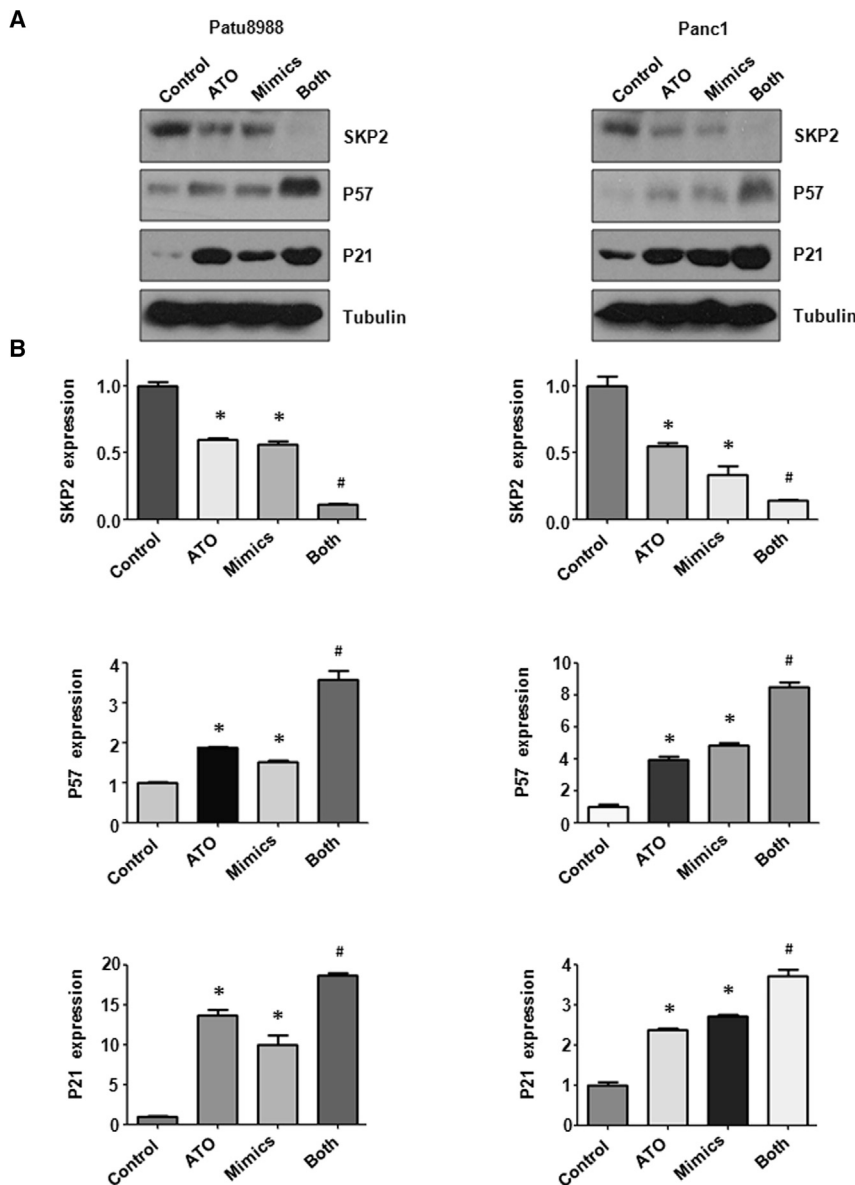 A
Patu8988
Panc1
Control ATO Mimics Both
Control ATO Mimics Both
SKP2
P57
P21
Tubulin
SKP2
P57
P21
Tubulin
B
SKP2 expression
1.0
0.5
0.0
* * #
Control ATO Mimics Both
SKP2 expression
1.0
0.5
0.0
* * #
Control ATO Mimics Both
P57 expression
4
3
2
1
0
* * #
Control ATO Mimics Both
P57 expression
10
8
6
4
2
0
* * #
Control ATO Mimics Both
P21 expression
20
15
10
5
0
* * #
Control ATO Mimics Both
P21 expression
4
3
2
1
0
* * #
Control ATO Mimics Both